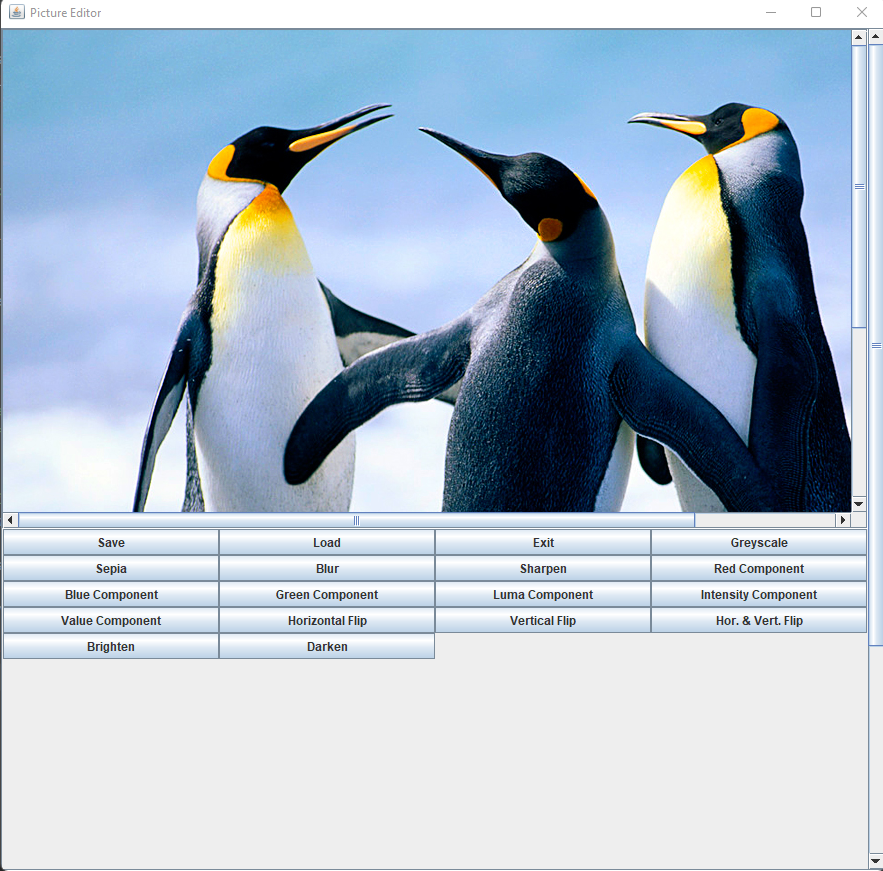 Picture Editor
Save Load Exit Greyscale
Sepia Blur Sharpen Red Component
Blue Component Green Component Luma Component Intensity Component
Value Component Horizontal Flip Vertical Flip Hor. & Vert. Flip
Brighten Darken